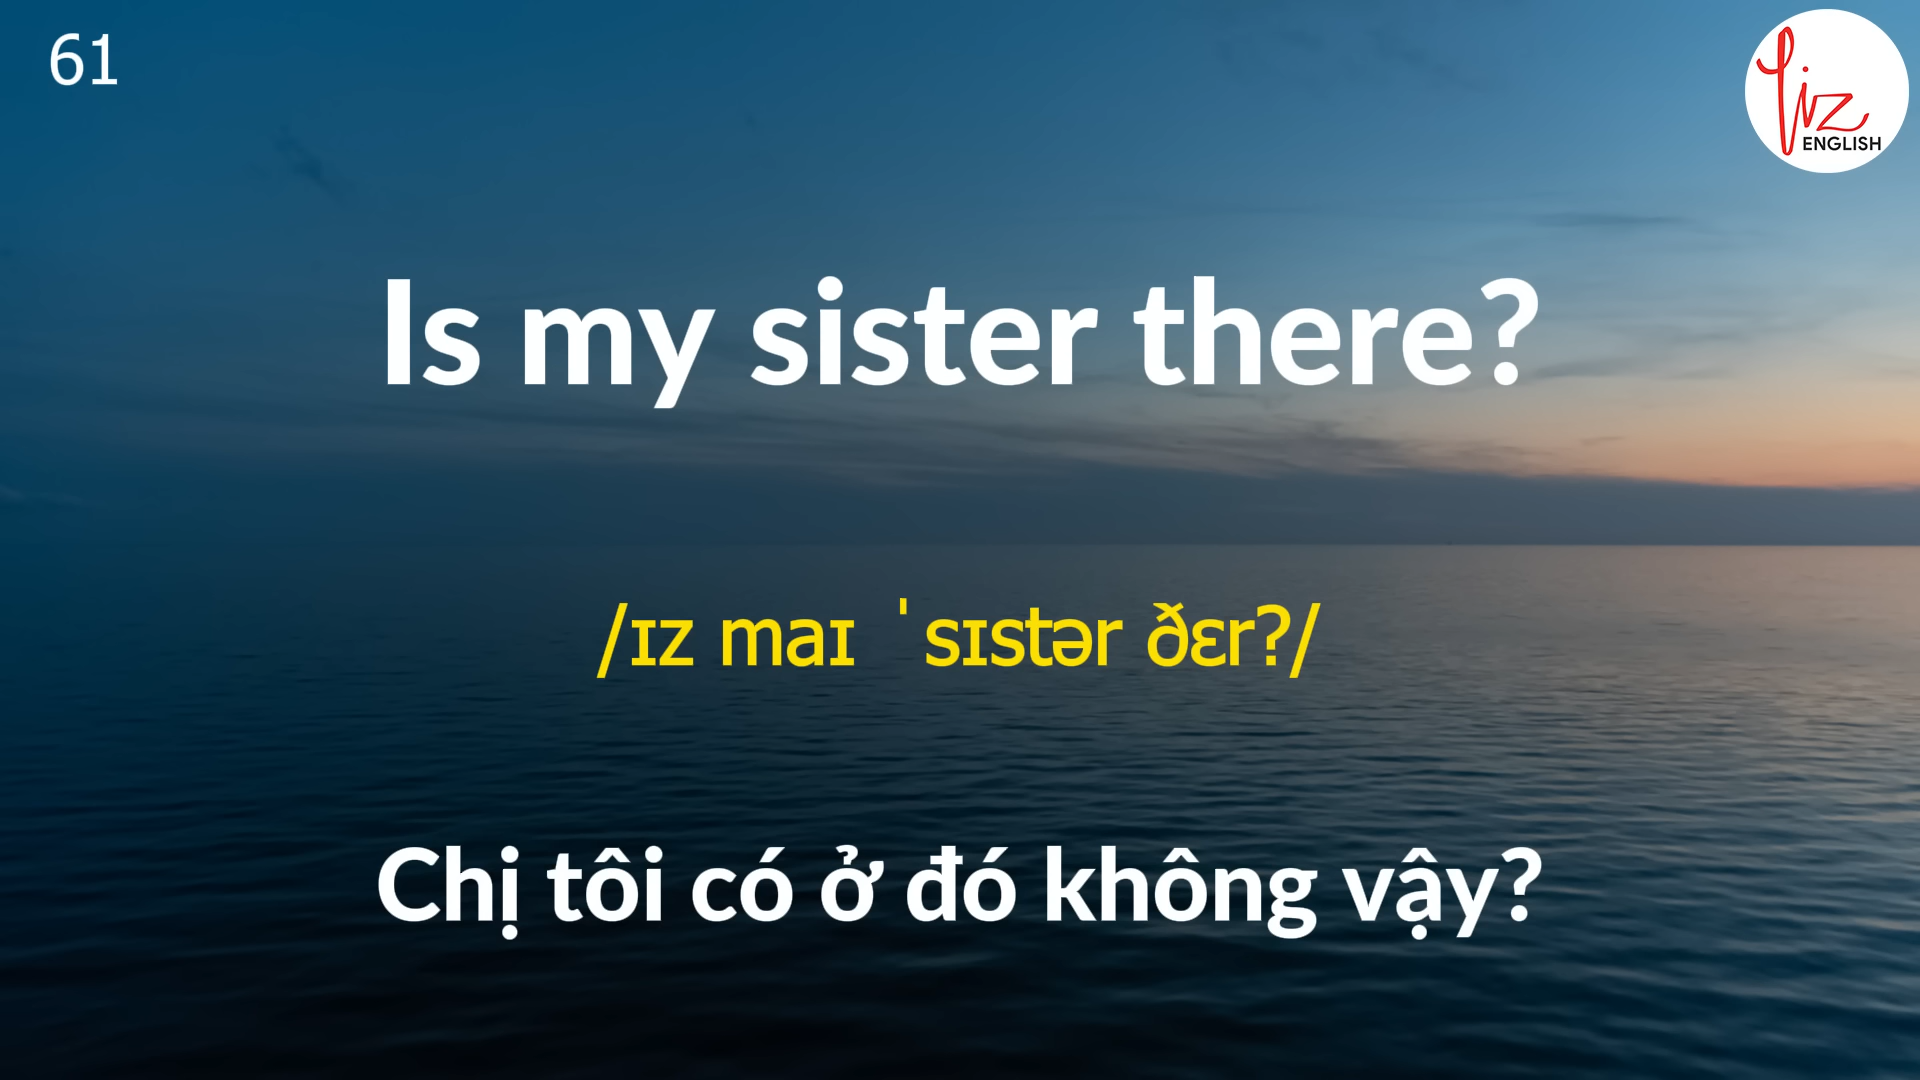 61
Liz
ENGLISH
Is my sister there?
/ɪz maɪ ˈsɪstər ðɛr?/
Chị tôi có ở đó không vậy?